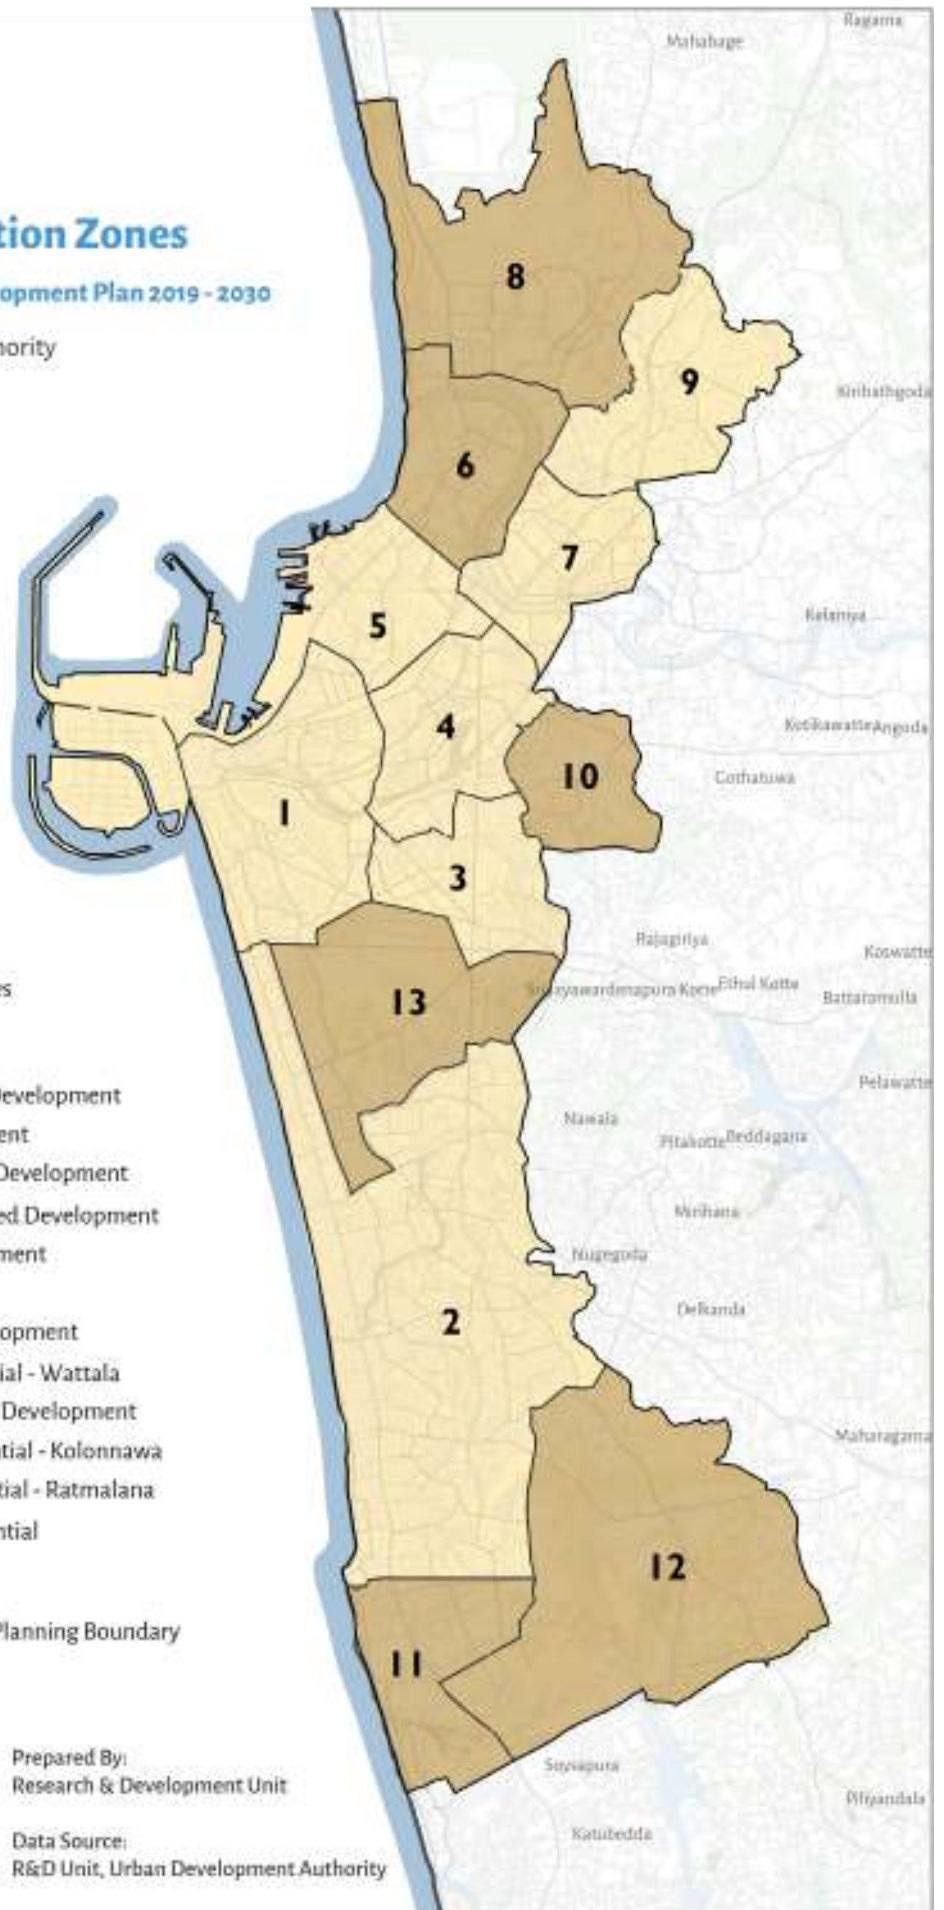 Ragama
Mahabage
tion Zones
opment Plan 2019 - 2030
hority
8
9
Kirihathgoda
6
7
5
Kelaniya
4
Kotikawatte Angoda
10
Gothatuwa
1
3
Rajagiriya
Koswatte
es
13
Ethul Kotte
Battaramulla
Pelawatte
Development
Nawala
ent
Pitakotte Beddagana
Development
Mirihana
ed Development
ment
Nugegoda
2
Delkanda
opment
ial - Wattala
Development
Maharagama
tial - Kolonnawa
tial - Ratmalana
ntial
12
Planning Boundary
11
Prepared By:
Research & Development Unit
Soysapura
Piliyandala
Katubedda
Data Source:
R&D Unit, Urban Development Authority